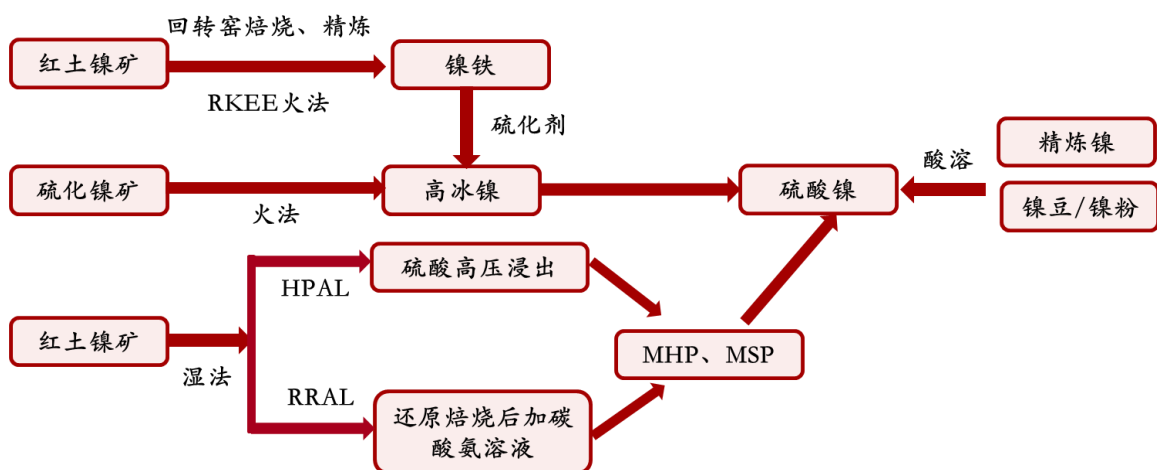 回转窑焙烧、精炼
红土镍矿
镍铁
RKEE火法
硫化剂
硫化镍矿
火法
高冰镍
硫酸镍
酸溶
精炼镍
镍豆/镍粉
HPAL
硫酸高压浸出
红土镍矿
湿法
MHP、MSP
RRAL
还原焙烧后加碳
酸氨溶液